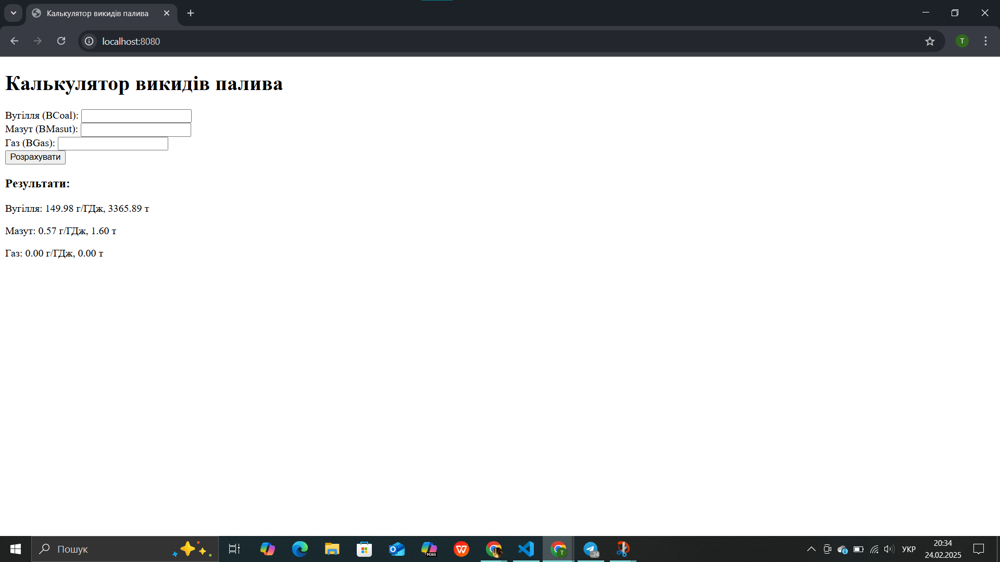 Калькулятор викидів палива
localhost:8080
T
Калькулятор викидів палива
Вугілля (BCoal):
Мазут (BMasut):
Газ (BGas):
Розрахувати
Результати:
Вугілля: 149.98 г/ГДж, 3365.89 т
Мазут: 0.57 г/ГДж, 1.60 т
Газ: 0.00 г/ГДж, 0.00 т
Пошук
M365
W
T
24
УКР
20:34
24.02.2025